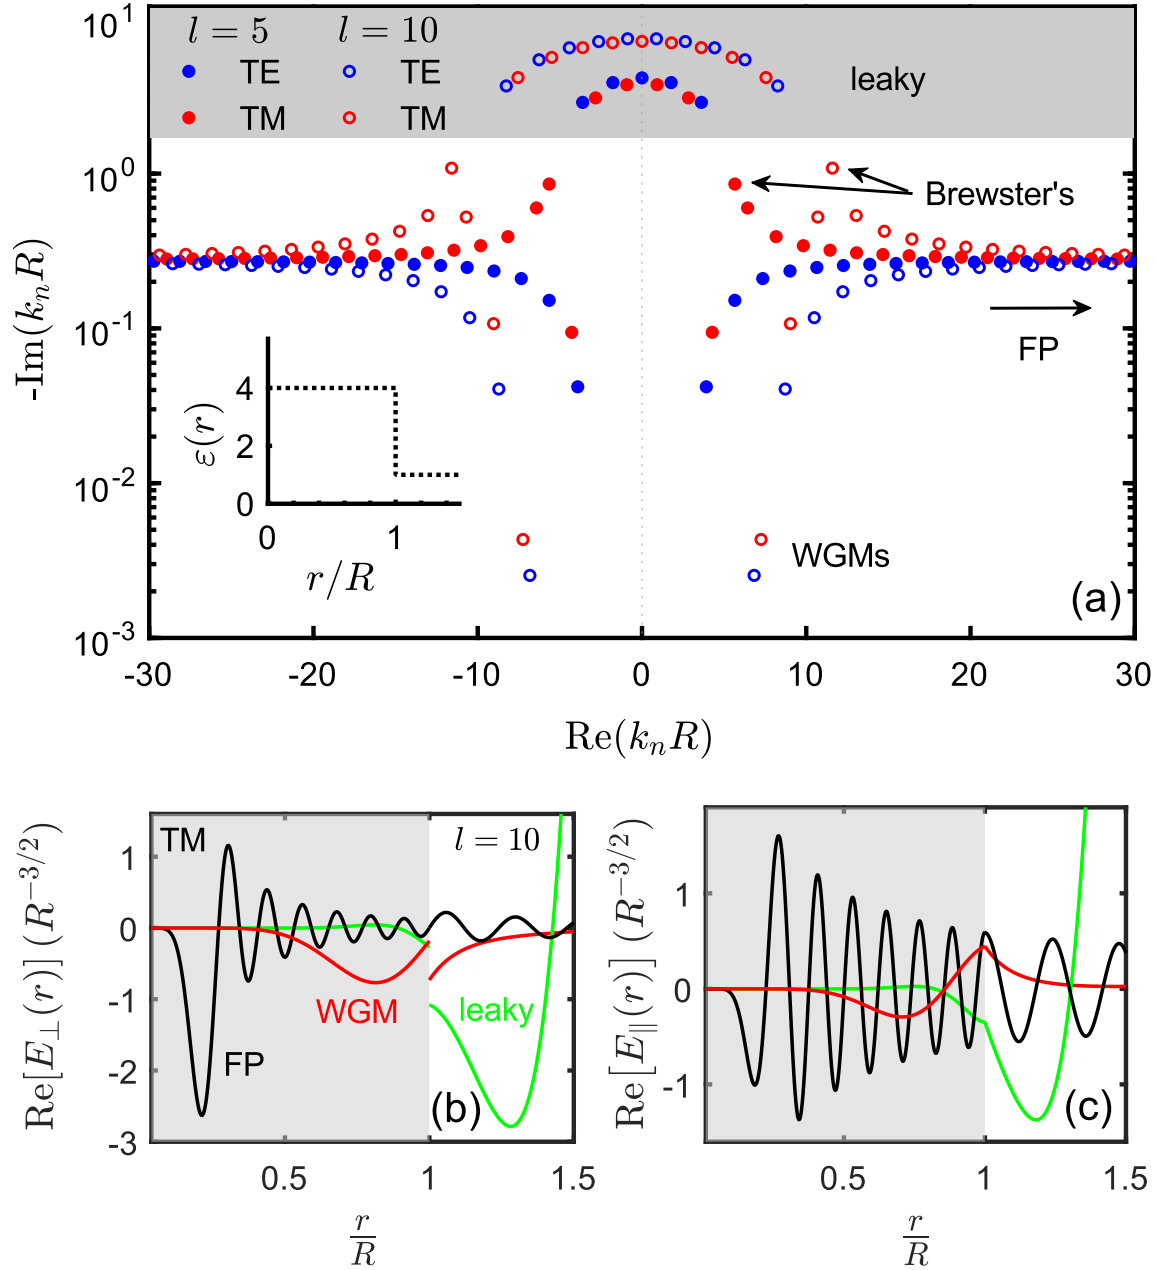 10^1
l = 5 l = 10
TE TE
TM TM
leaky
10^0
Brewster's
10^-1
FP
10^-2
WGMs
(a)
10^-3
-Im(k_nR)
ε(r)
4
2
0
0 1
r/R
-30 -20 -10 0 10 20 30
Re(k_nR)
TM
l = 10
1
0
-1
-2
-3
WGM
leaky
FP
(b)
Re[E_⊥(r)] (R^{-3/2})
0.5 1 1.5
r/R
1
0
-1
(c)
Re[E_∥(r)] (R^{-3/2})
0.5 1 1.5
r/R